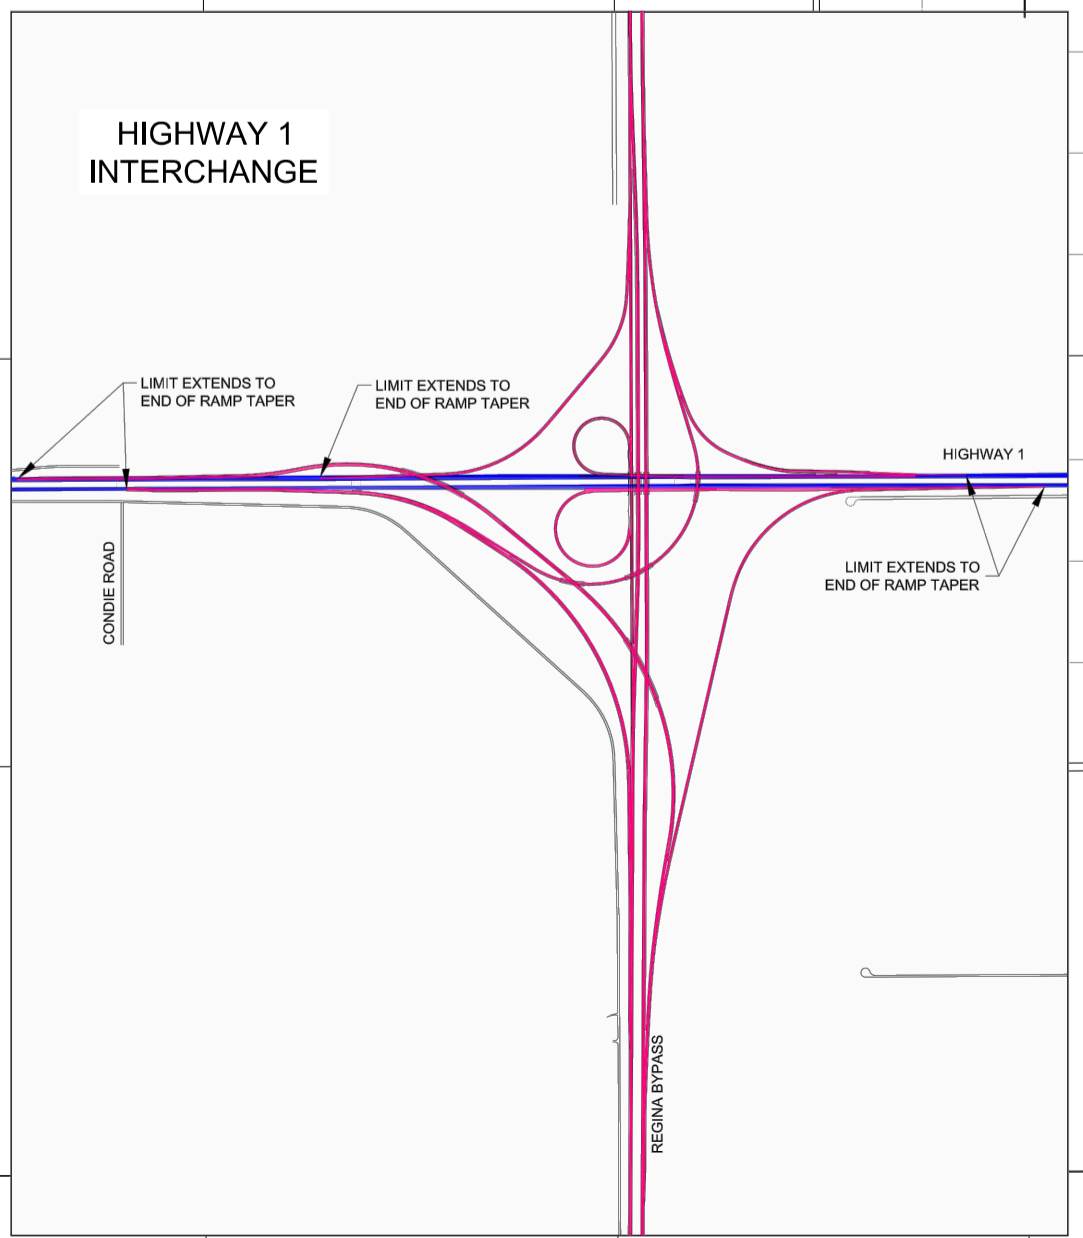 HIGHWAY 1
INTERCHANGE
LIMIT EXTENDS TO
END OF RAMP TAPER
LIMIT EXTENDS TO
END OF RAMP TAPER
HIGHWAY 1
LIMIT EXTENDS TO
END OF RAMP TAPER
CONDIE ROAD
REGINA BYPASS